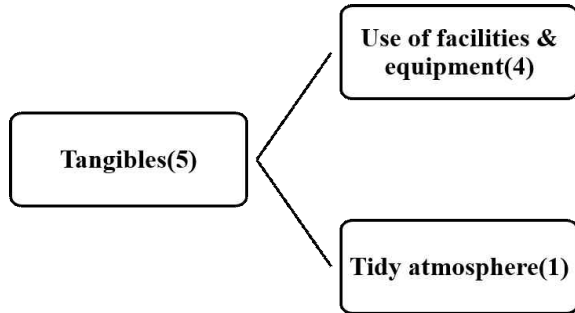 Use of facilities &
equipment(4)
Tangibles(5)
Tidy atmosphere(1)